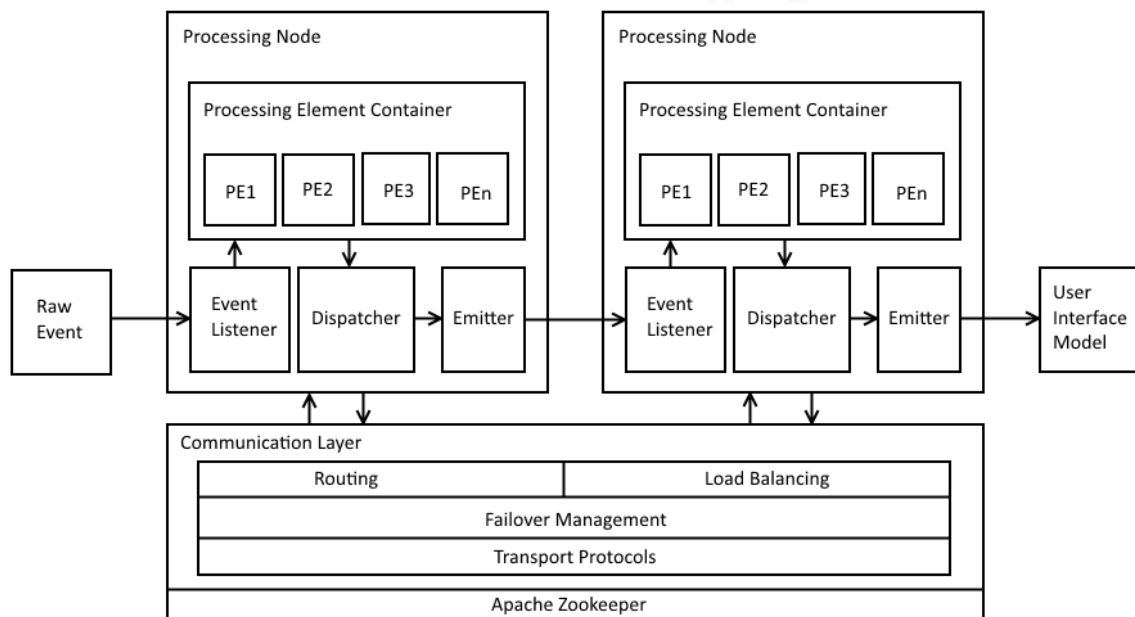 Processing Node
Processing Element Container
PE1
PE2
PE3
PEn
Processing Node
Processing Element Container
PE1
PE2
PE3
PEn
Raw
Event
Event
Listener
Dispatcher
Emitter
Event
Listener
Dispatcher
Emitter
User
Interface
Model
Communication Layer
Routing
Load Balancing
Failover Management
Transport Protocols
Apache Zookeeper